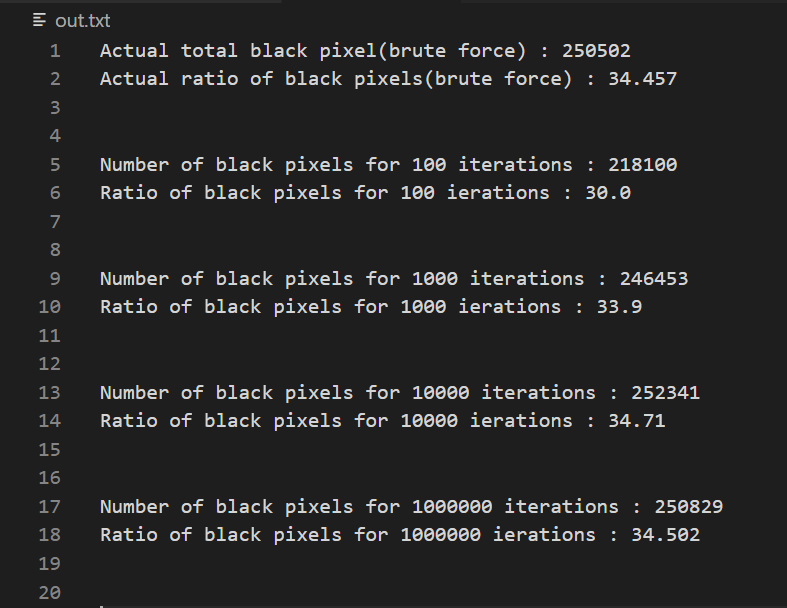 out.txt
1 Actual total black pixel(brute force) : 250502
2 Actual ratio of black pixels(brute force) : 34.457
3
4
5 Number of black pixels for 100 iterations : 218100
6 Ratio of black pixels for 100 ierations : 30.0
7
8
9 Number of black pixels for 1000 iterations : 246453
10 Ratio of black pixels for 1000 ierations : 33.9
11
12
13 Number of black pixels for 10000 iterations : 252341
14 Ratio of black pixels for 10000 ierations : 34.71
15
16
17 Number of black pixels for 1000000 iterations : 250829
18 Ratio of black pixels for 1000000 ierations : 34.502
19
20